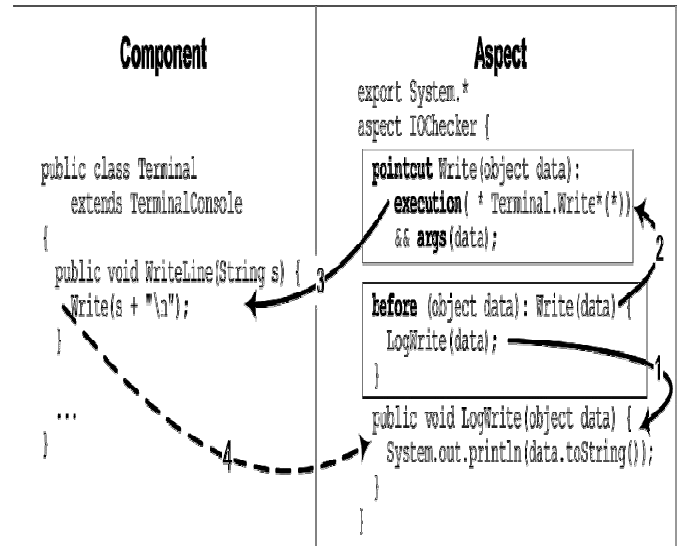 Component
public class Terminal
extends TerminalConsole
{
public void WriteLine(String s) {
Write(s + "\n");
}
...
}
Aspect
export System.*
aspect IOChecker {
pointcut Write(object data):
execution( * Terminal.Write*(*))
&& args(data);
before (object data): Write(data) {
LogWrite(data);
}
public void LogWrite(object data) {
System.out.println(data.toString());
}
}
3
2
1
4